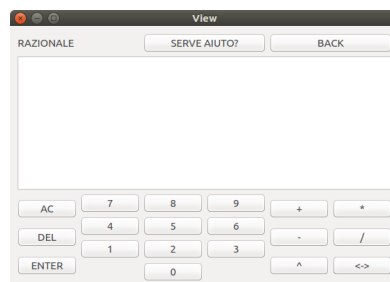 View
RAZIONALE SERVE AIUTO? BACK
AC 7 8 9 + *
DEL 4 5 6 - /
1 2 3
ENTER 0 ^ <->